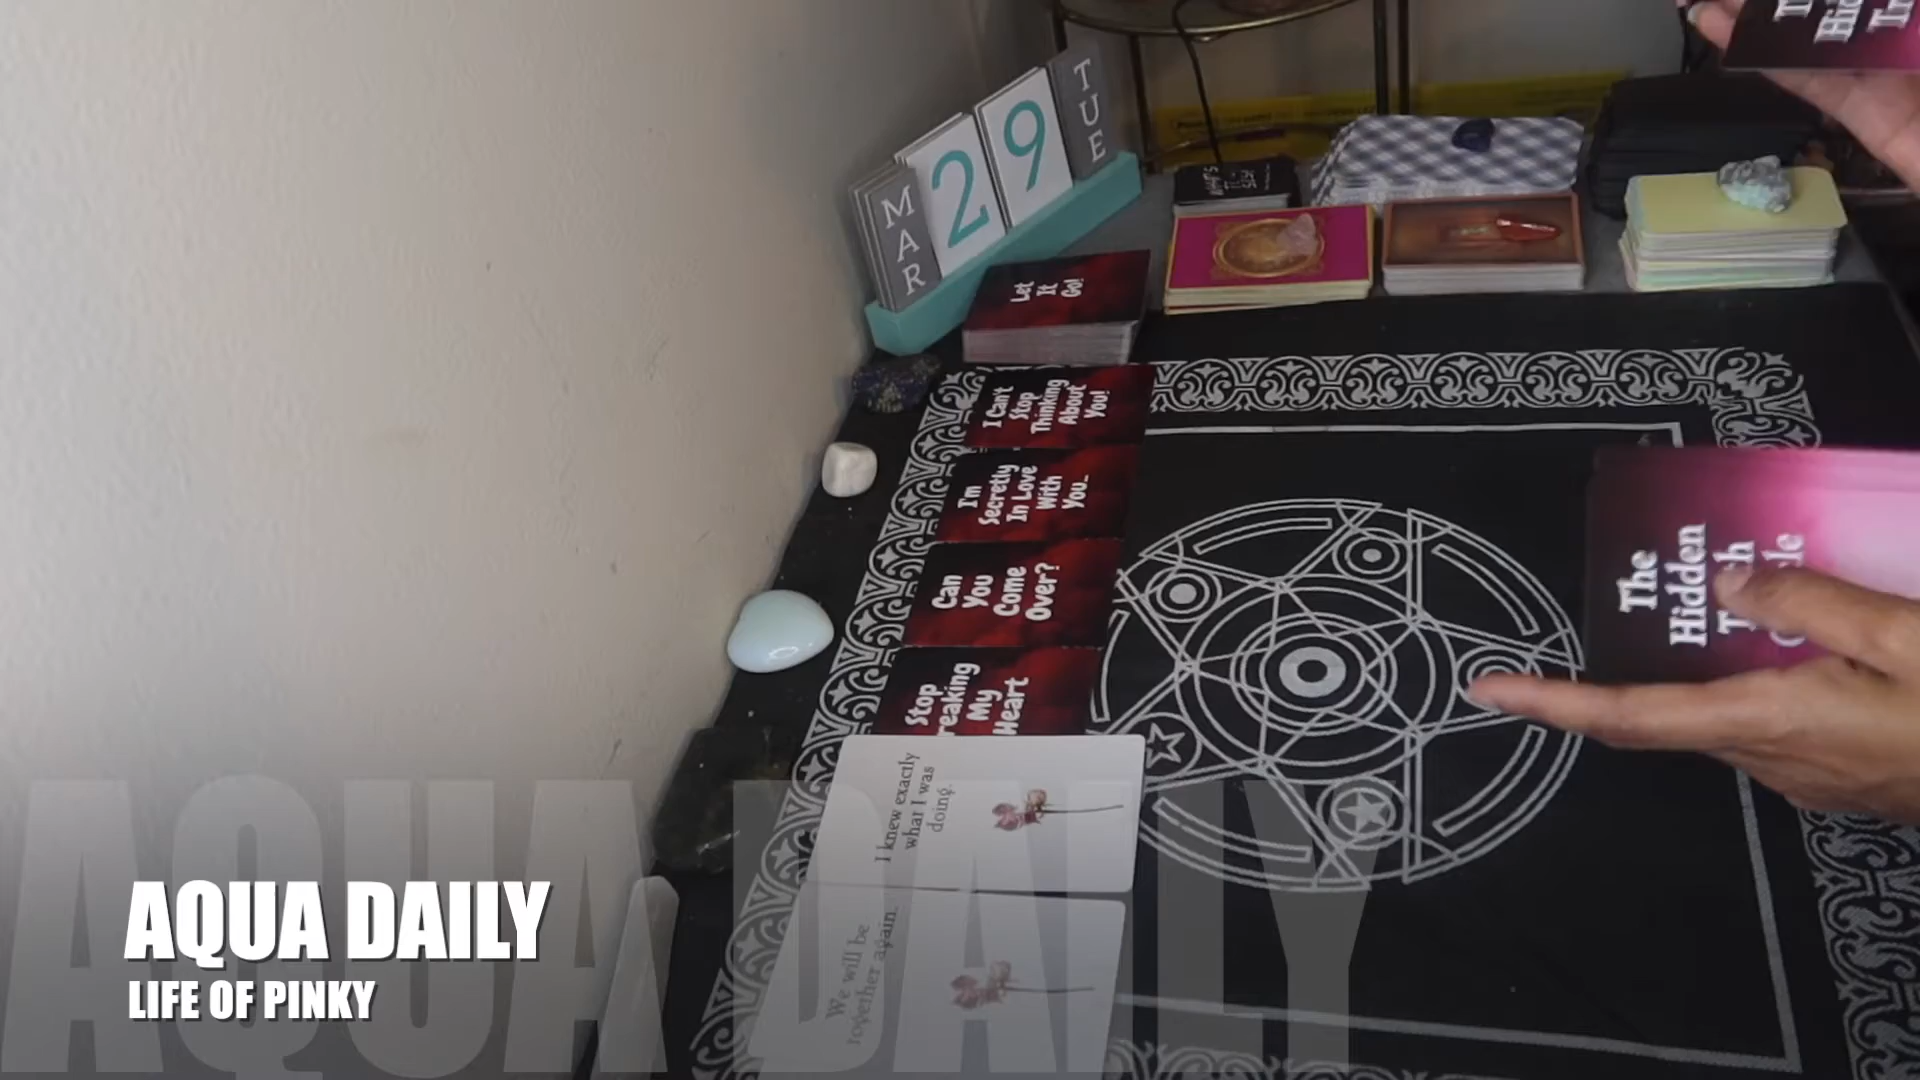 MAR
29
TUE
Let
It
Go!
I Can't
Stop
Thinking
About
You!
I'm
Secretly
In Love
With
You...
Can
You
Come
Over?
Stop
My
Heart
I knew exactly
what I was
doing.
We will be
together again.
The
Hidden
AQUA DAILY
AQUA DAILY
LIFE OF PINKY